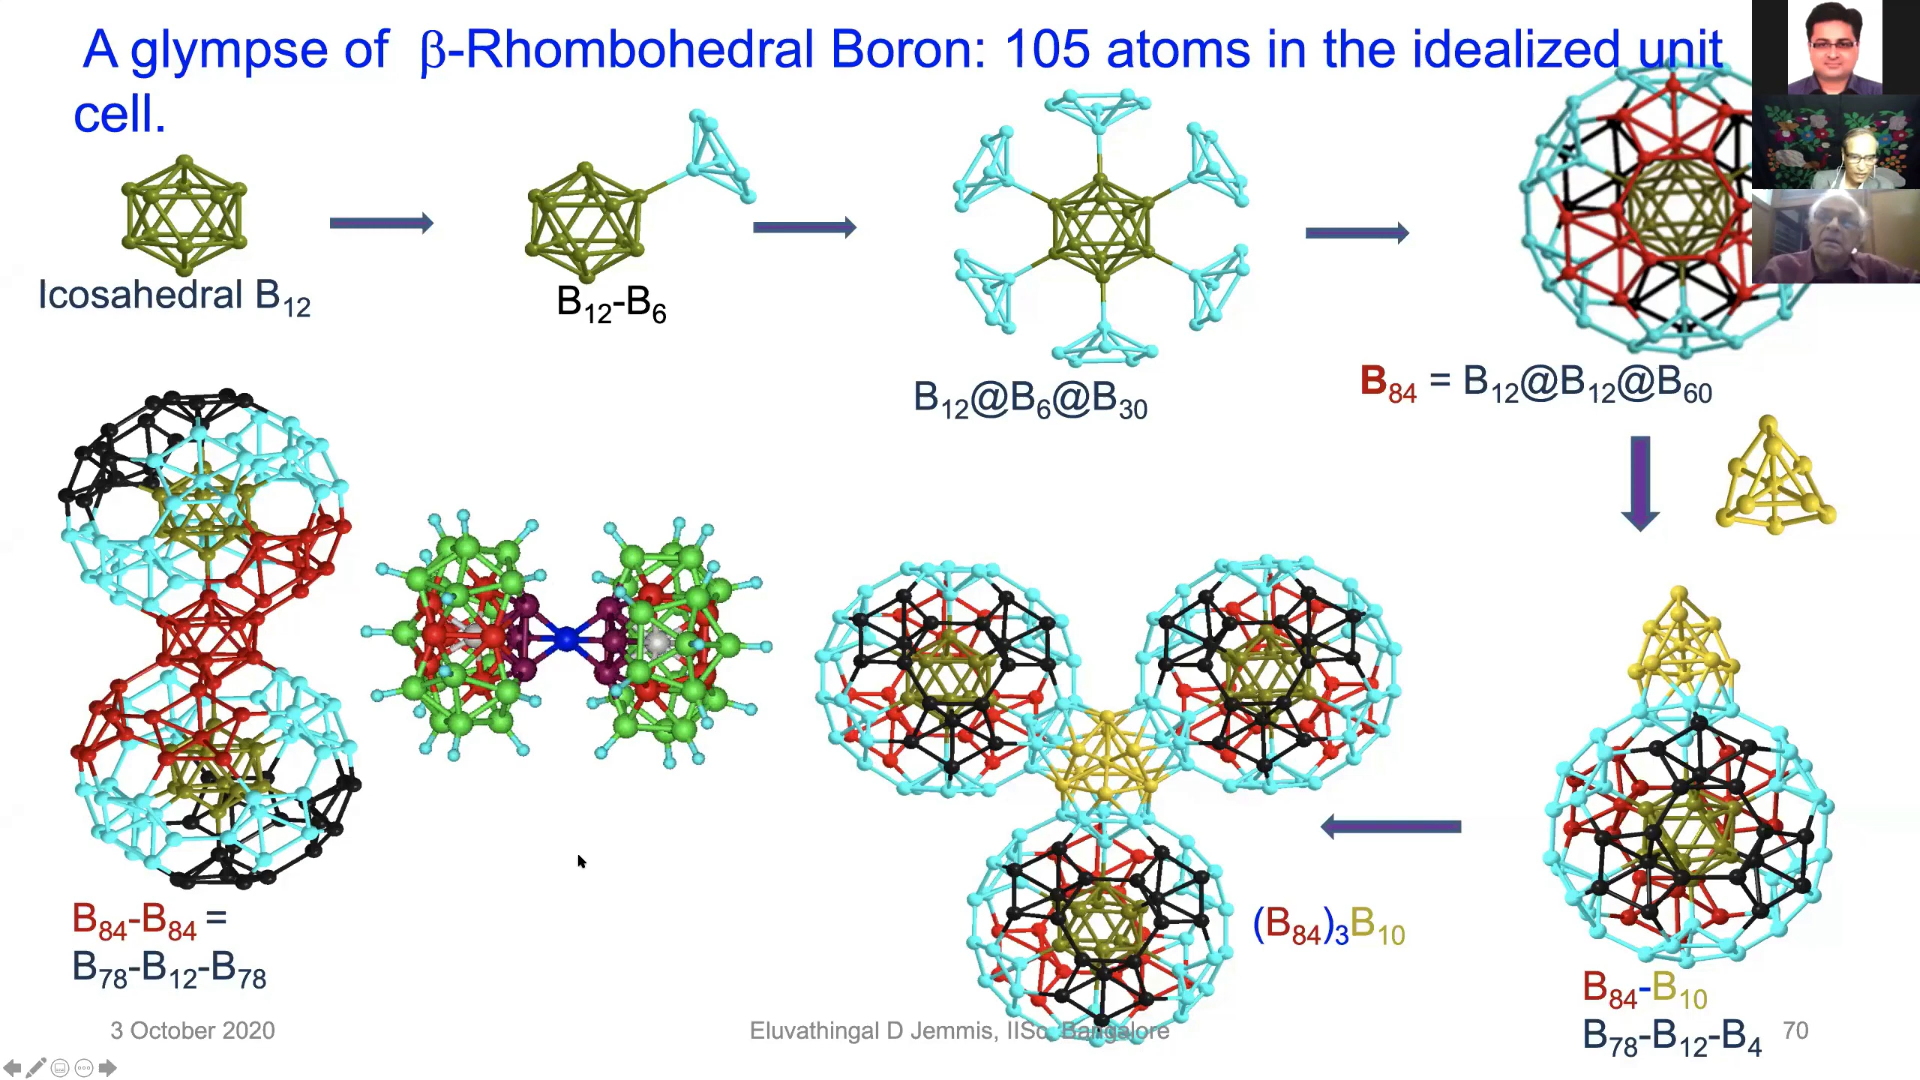 A glympse of β-Rhombohedral Boron: 105 atoms in the idealized unit
cell.
Icosahedral B₁₂
B₁₂-B₆
B₁₂@B₆@B₃₀
B₈₄ = B₁₂@B₁₂@B₆₀
B₈₄-B₈₄ =
B₇₈-B₁₂-B₇₈
(B₈₄)₃B₁₀
B₈₄-B₁₀
B₇₈-B₁₂-B₄
3 October 2020
Eluvathingal D Jemmis, IISc, Bangalore
70